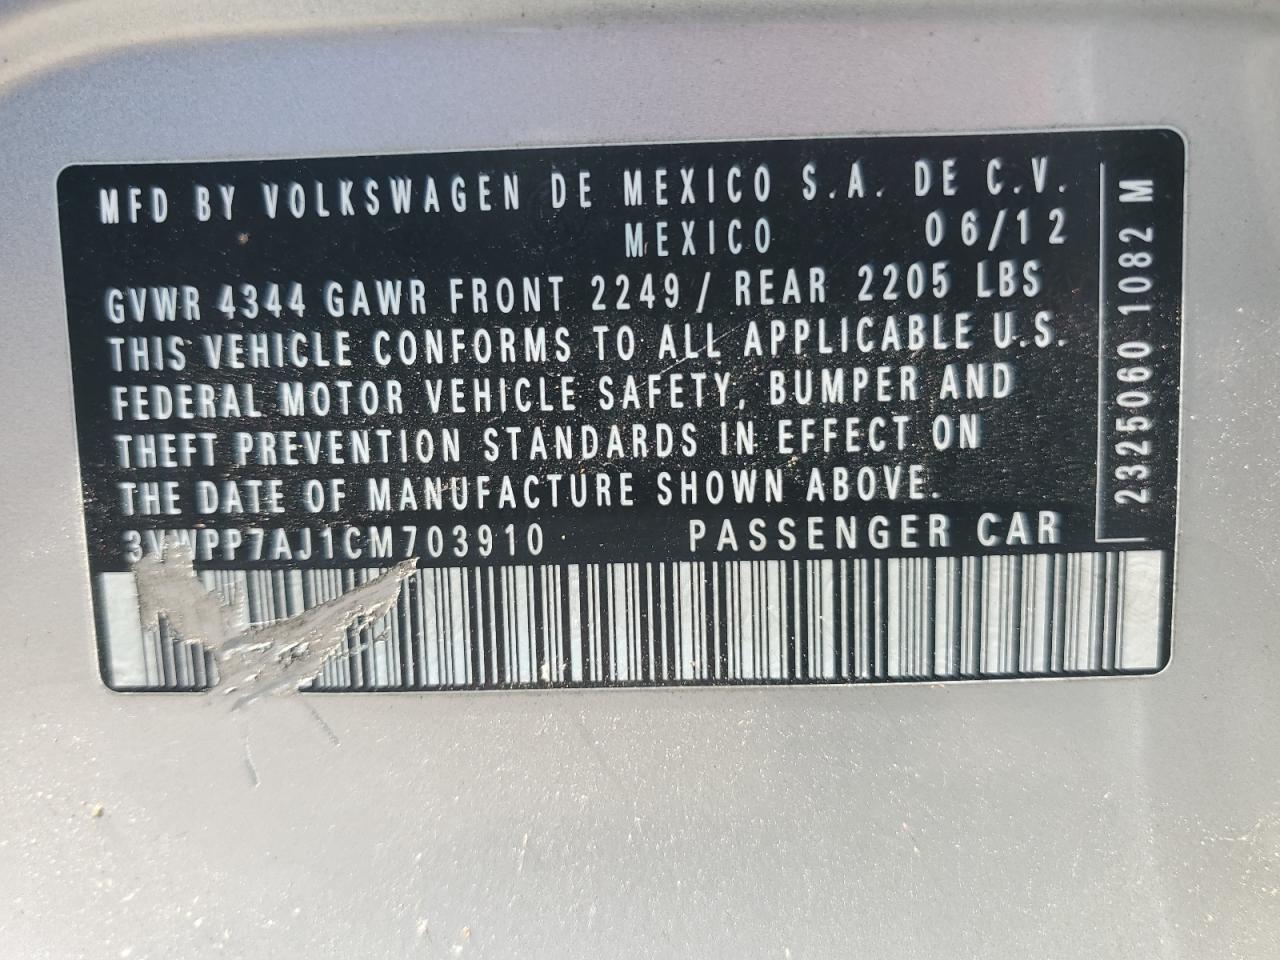 MFD BY VOLKSWAGEN DE MEXICO S.A. DE C.V.
MEXICO 06/12
GVWR 4344 GAWR FRONT 2249/ REAR 2205 LBS
THIS VEHICLE CONFORMS TO ALL APPLICABLE U.S.
FEDERAL MOTOR VEHICLE SAFETY, BUMPER AND
THEFT PREVENTION STANDARDS IN EFFECT ON
THE DATE OF MANUFACTURE SHOWN ABOVE.
3VWPP7AJ1CM703910 PASSENGER CAR
2325060 1082 M